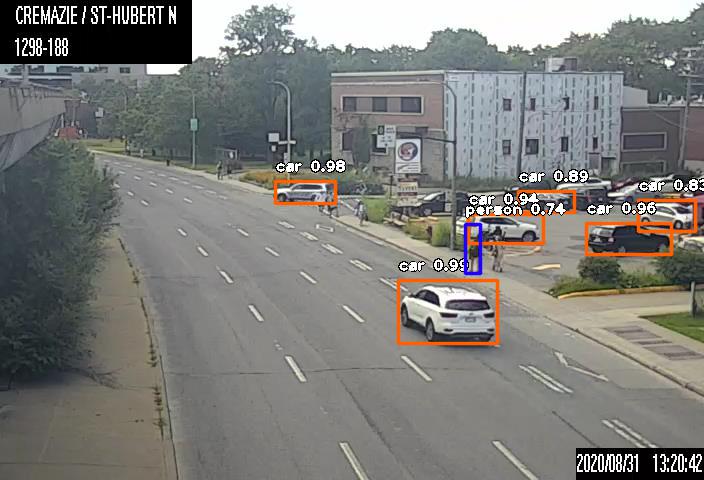 CREMAZIE / ST-HUBERT N
1298-188
car 0.98
car 0.89
car 0.83
car 0.94
person 0.74
car 0.96
car 0.99
2020/08/31 13:20:42